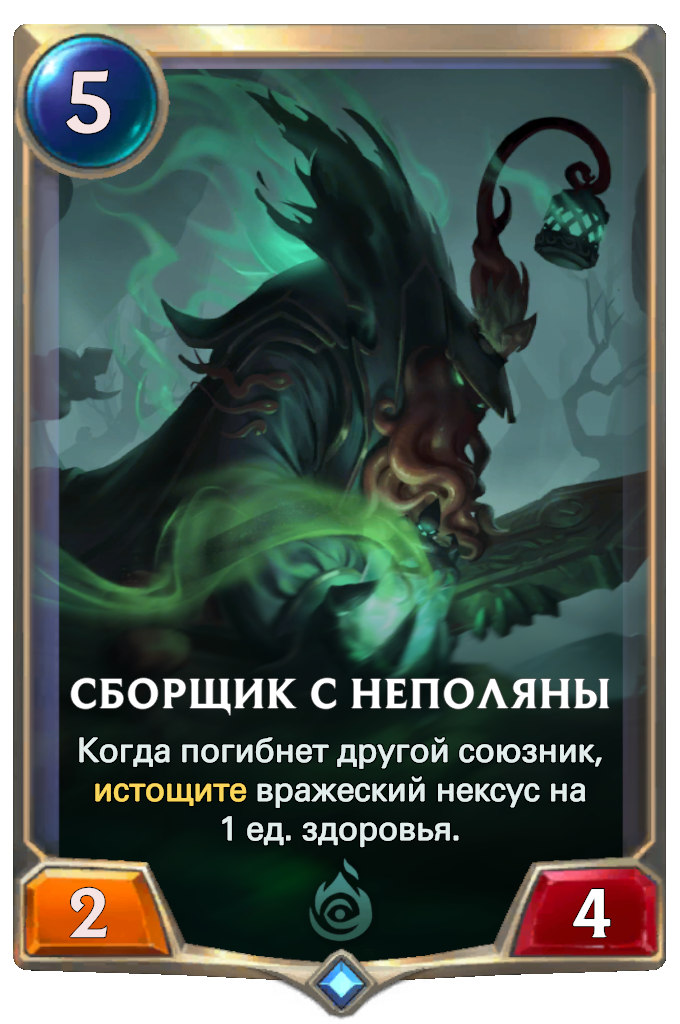 5
СБОРЩИК С НЕПОЛЯНЫ
Когда погибнет другой союзник,
истощите вражеский нексус на
1 ед. здоровья.
2
4